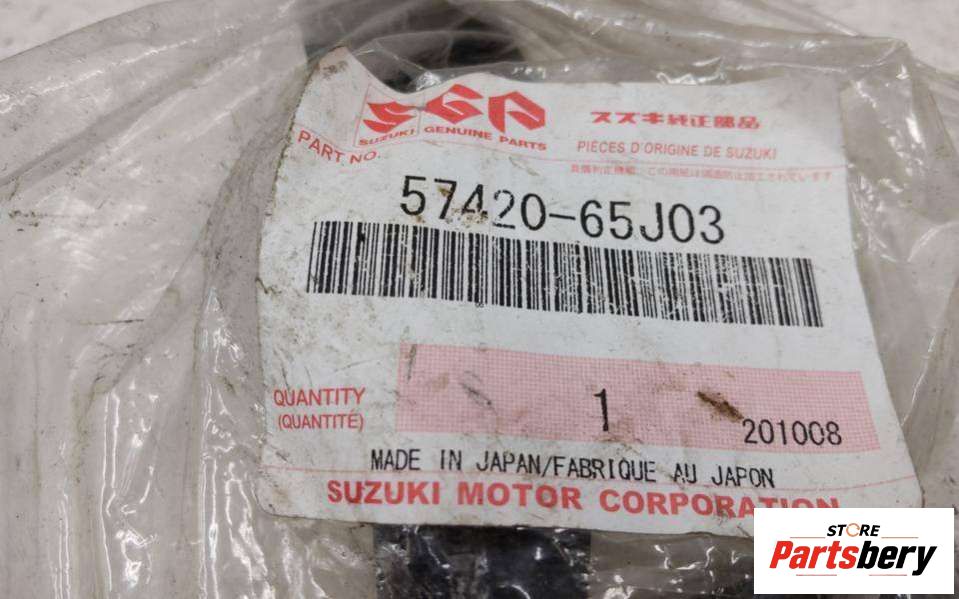 SGP
SUZUKI GENUINE PARTS
スズキ純正部品
PIÈCES D'ORIGINE DE SUZUKI
PART NO.
57420-65J03
QUANTITY
(QUANTITÉ)
1
201008
MADE IN JAPAN/FABRIQUE AU JAPON
SUZUKI MOTOR CORPORATION
STORE
Partsbery